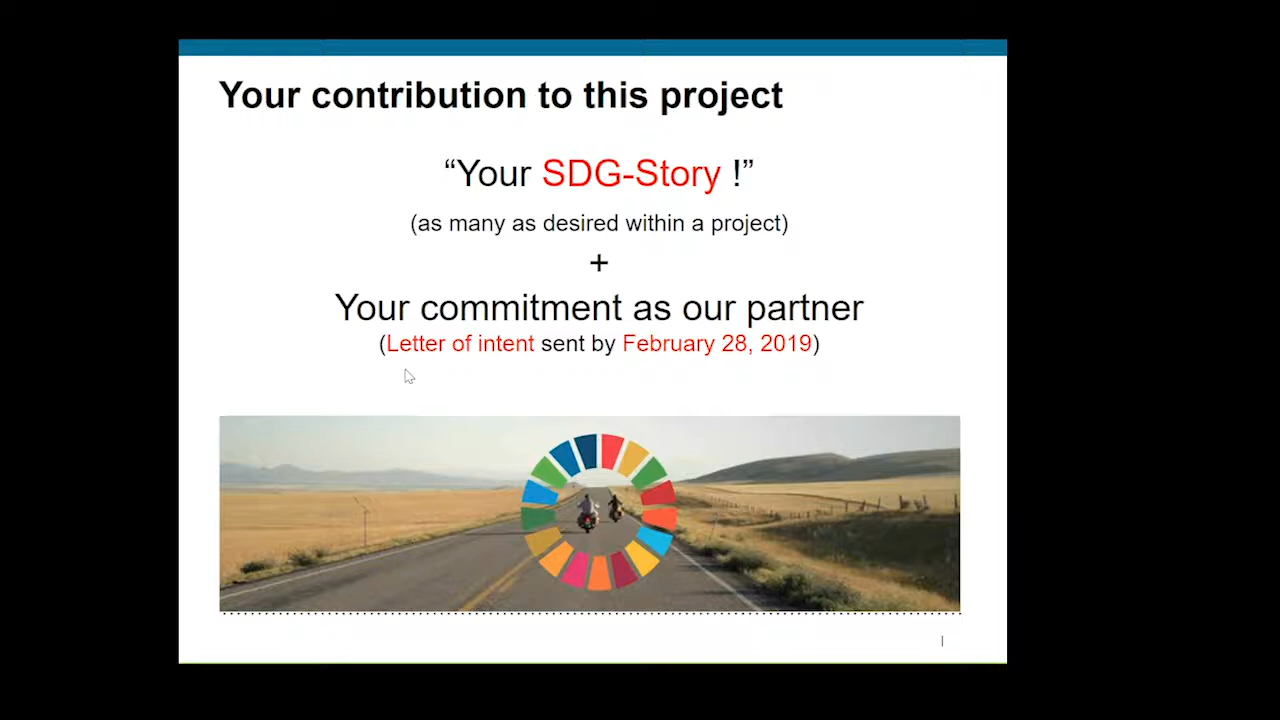 Your contribution to this project
“Your SDG-Story !”
(as many as desired within a project)
+
Your commitment as our partner
(Letter of intent sent by February 28, 2019)